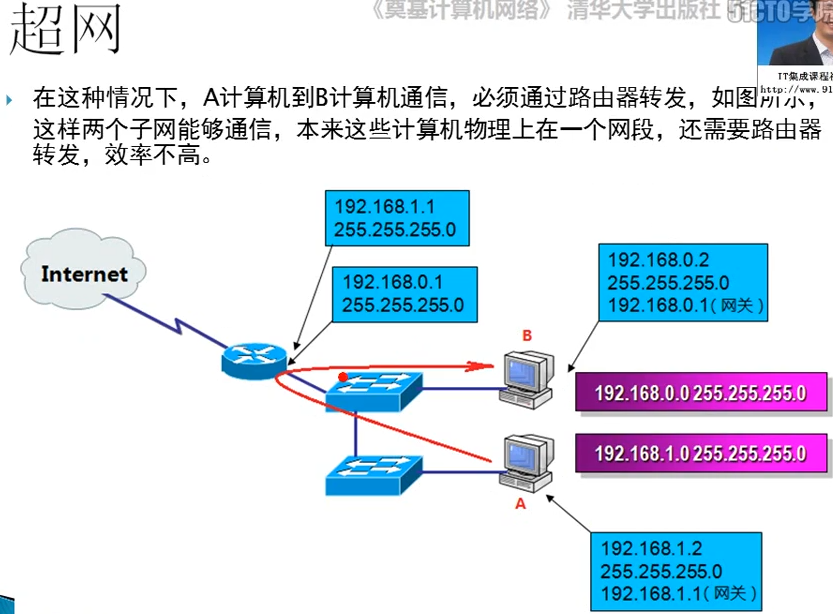 《奠基计算机网络》 清华大学出版社 51CTO学院
超网
IT集成课程
http://www.91
在这种情况下，A计算机到B计算机通信，必须通过路由器转发，如图所示，
这样两个子网能够通信，本来这些计算机物理上在一个网段，还需要路由器
转发，效率不高。
192.168.1.1
255.255.255.0
192.168.0.1
255.255.255.0
192.168.0.2
255.255.255.0
192.168.0.1(网关)
Internet
B
192.168.0.0 255.255.255.0
192.168.1.0 255.255.255.0
A
192.168.1.2
255.255.255.0
192.168.1.1(网关)